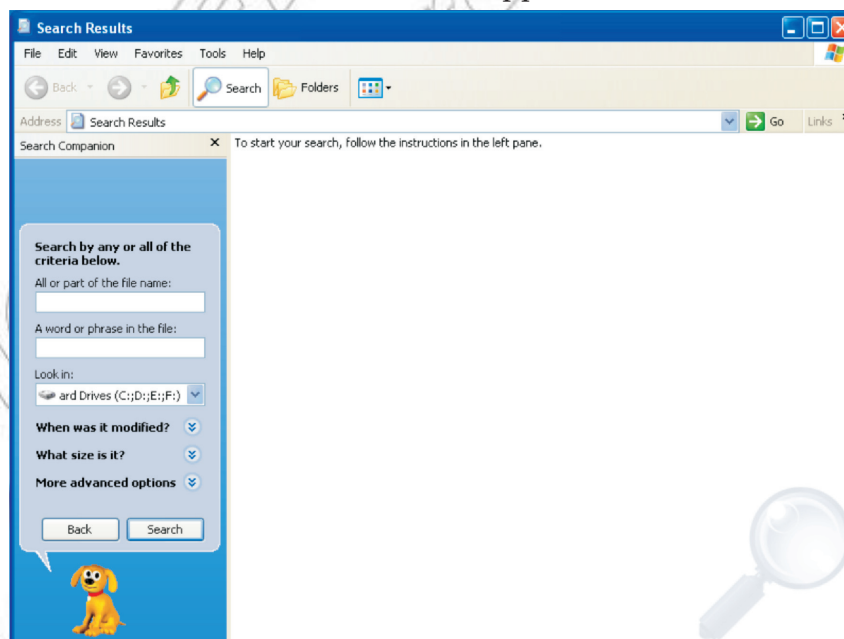 Search Results
File Edit View Favorites Tools Help
Back Search Folders
Address Search Results Go Links
Search Companion To start your search, follow the instructions in the left pane.
Search by any or all of the
criteria below.
All or part of the file name:
A word or phrase in the file:
Look in:
ard Drives (C:;D:;E:;F:)
When was it modified?
What size is it?
More advanced options
Back Search